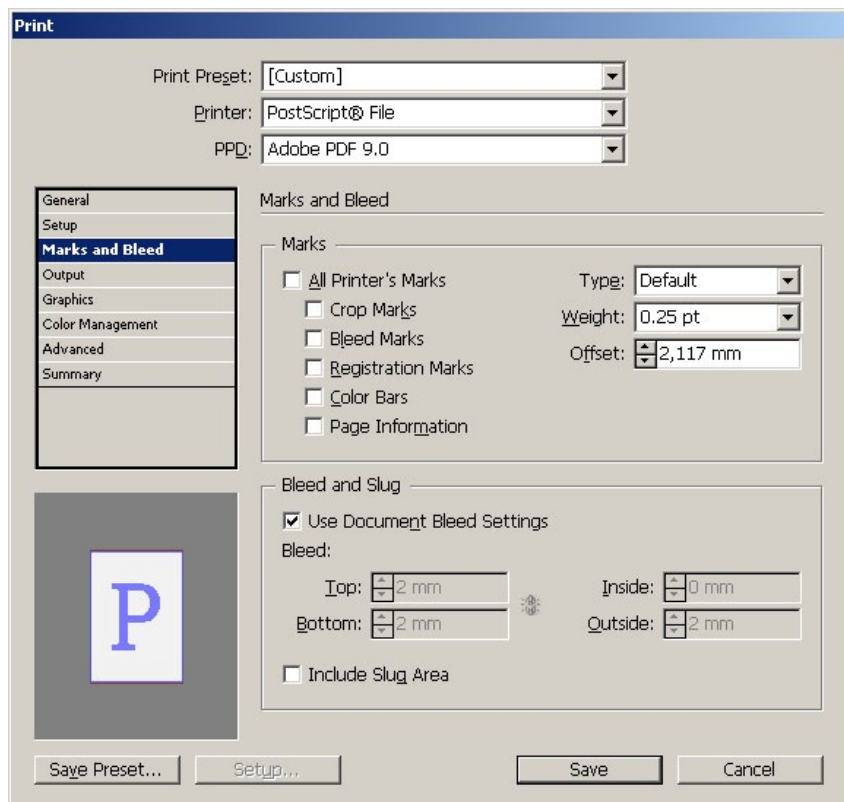 Print
Print Preset: [Custom]
Printer: PostScript® File
PPD: Adobe PDF 9.0
General
Setup
Marks and Bleed
Output
Graphics
Color Management
Advanced
Summary
Marks and Bleed
Marks
All Printer's Marks
Crop Marks
Bleed Marks
Registration Marks
Color Bars
Page Information
Type: Default
Weight: 0.25 pt
Offset: 2,117 mm
Bleed and Slug
Use Document Bleed Settings
Bleed:
Top: 2 mm
Bottom: 2 mm
Inside: 0 mm
Outside: 2 mm
Include Slug Area
P
Save Preset...
Setup...
Save
Cancel